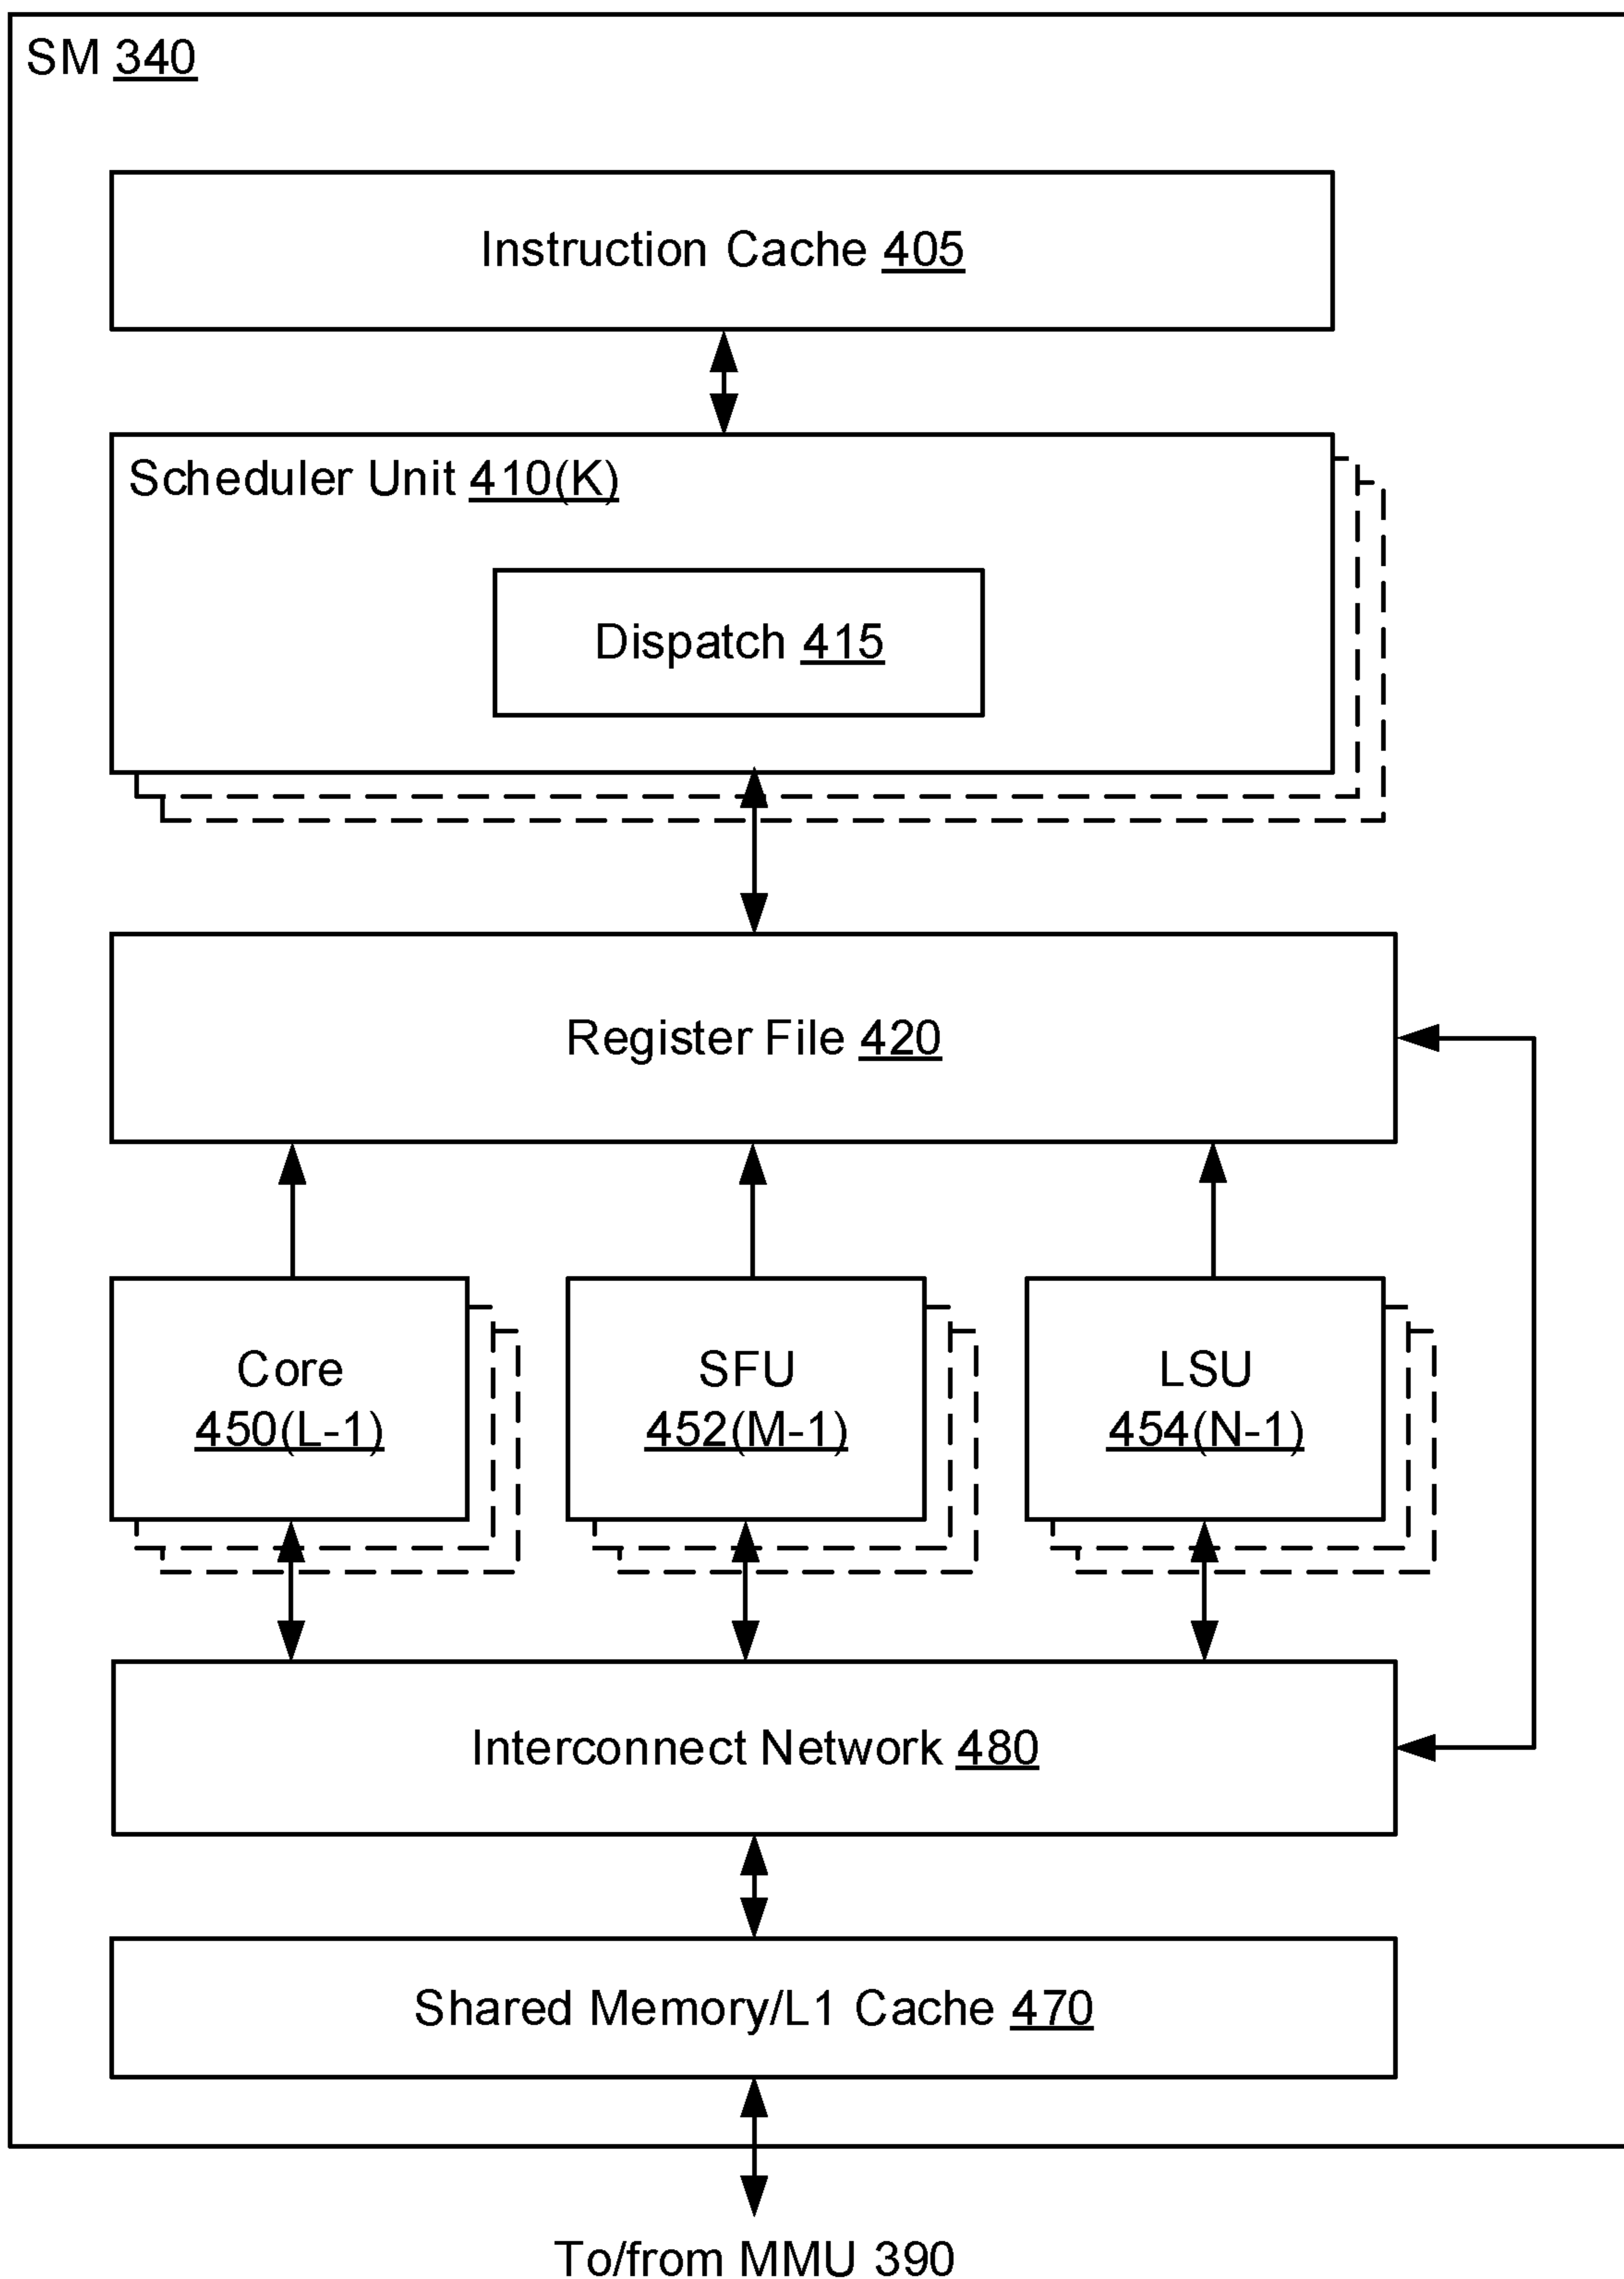 SM 340
Instruction Cache 405
Scheduler Unit 410(K)
Dispatch 415
Register File 420
Core
450(L-1)
SFU
452(M-1)
LSU
454(N-1)
Interconnect Network 480
Shared Memory/L1 Cache 470
To/from MMU 390